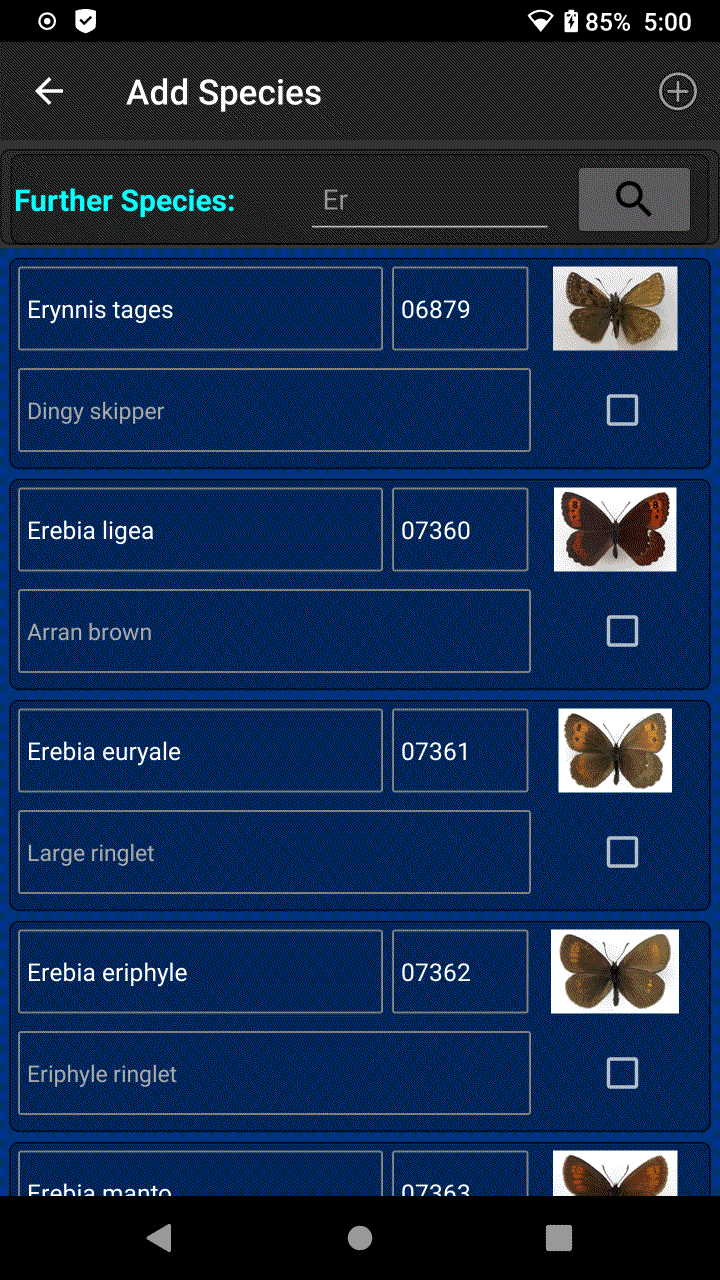 85% 5:00
Add Species
Further Species: Er
Erynnis tages 06879
Dingy skipper
Erebia ligea 07360
Arran brown
Erebia euryale 07361
Large ringlet
Erebia eriphyle 07362
Eriphyle ringlet
Erebia manto 07363